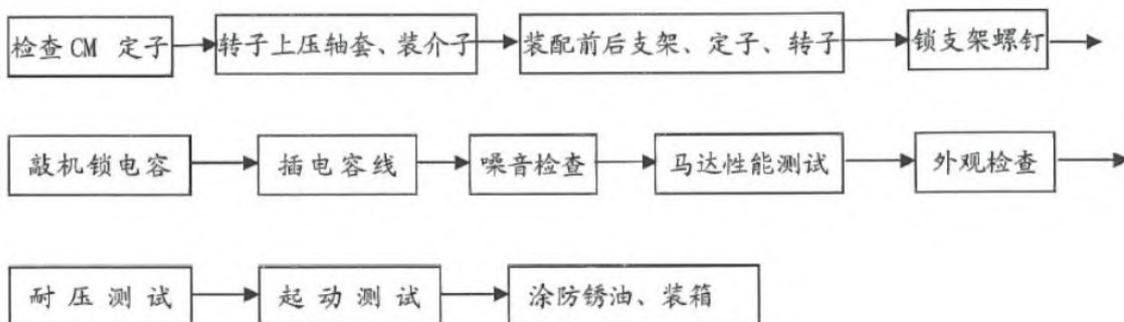 检查CM 定子 转子上压轴套、装介子 装配前后支架、定子、转子 锁支架螺钉
敲机锁电容 插电容线 噪音检查 马达性能测试 外观检查
耐压测试 起动测试 涂防锈油、装箱